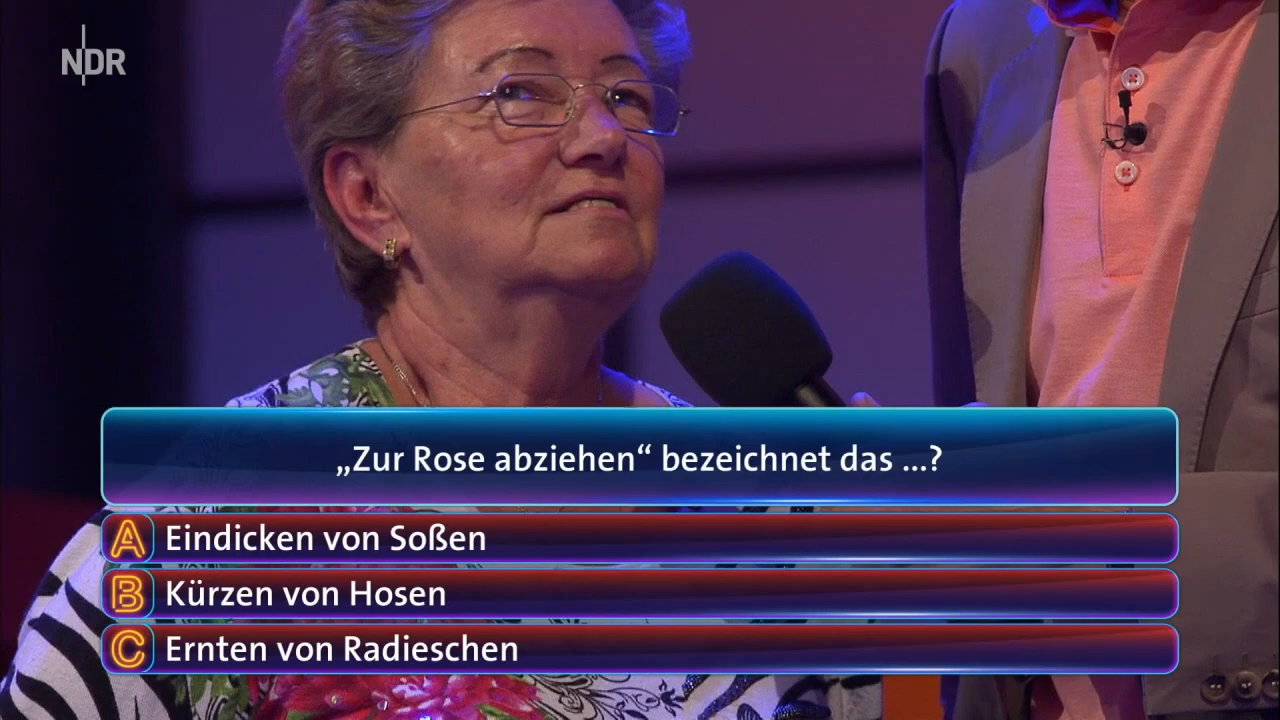 NDR
„Zur Rose abziehen“ bezeichnet das ...?
A Eindicken von Soßen
B Kürzen von Hosen
C Ernten von Radieschen